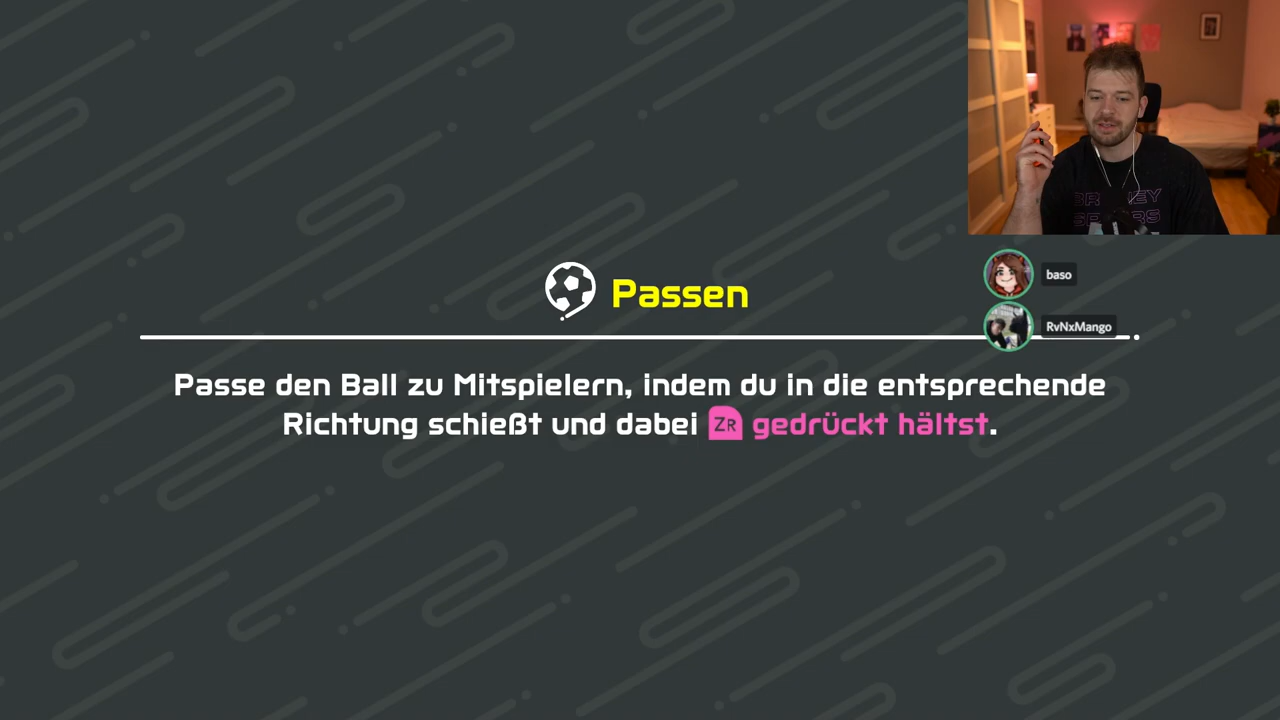 Passen
Passe den Ball zu Mitspielern, indem du in die entsprechende
Richtung schießt und dabei ZR gedrückt hältst.
baso
RvNxMango